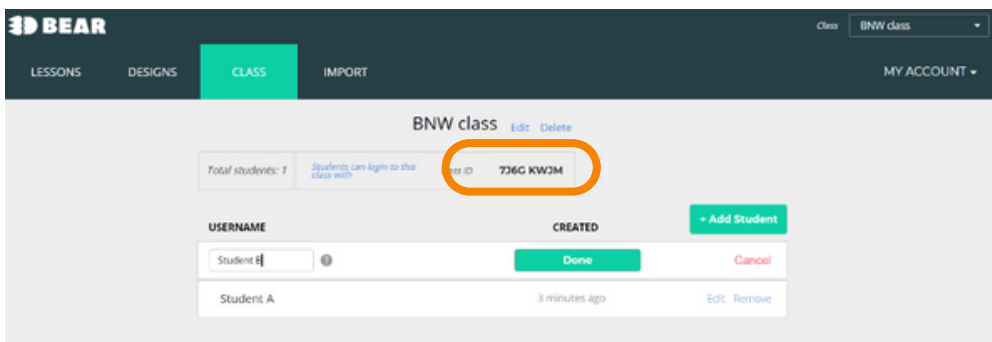 3D BEAR
Class BNW class
LESSONS DESIGNS CLASS IMPORT MY ACCOUNT
BNW class Edit Delete
Total students: 1 Students can login to this class with Class ID 7J6G KWJM
+ Add Student
USERNAME CREATED
Student B Done Cancel
Student A 3 minutes ago Edit Remove